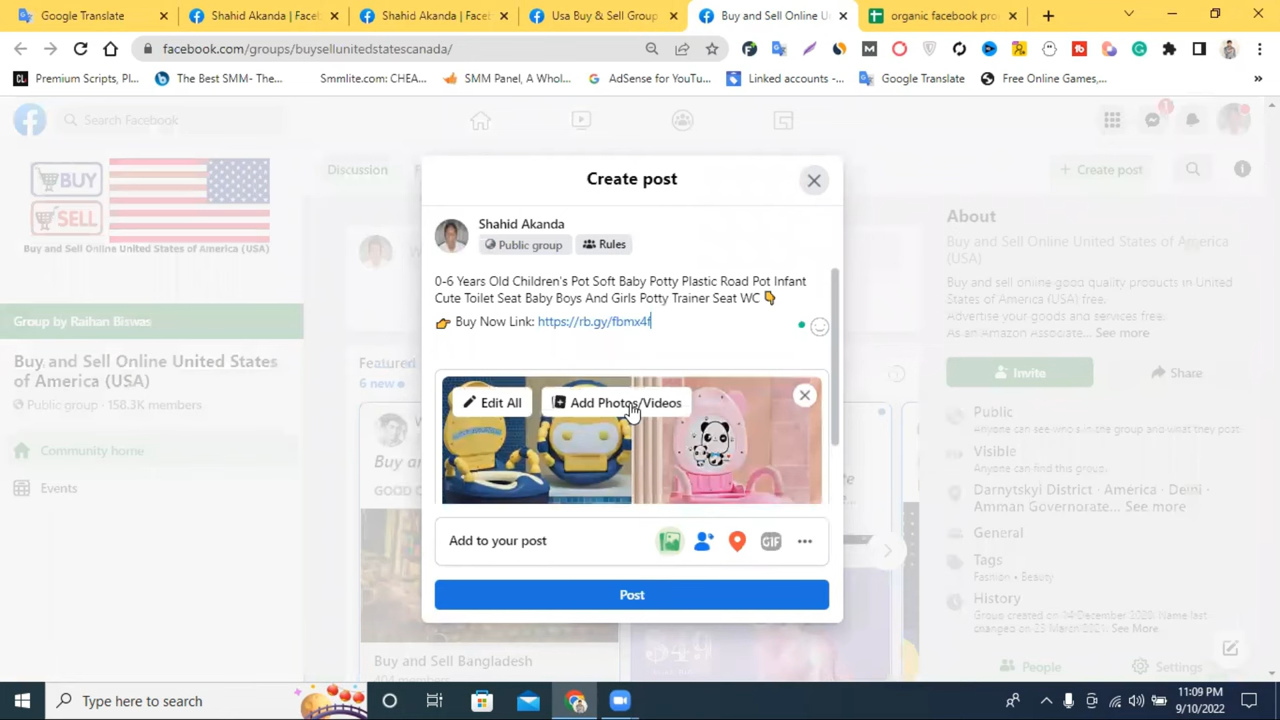 Google Translate
Shahid Akanda | Facel
Shahid Akanda | Facel
Usa Buy & Sell Group
Buy and Sell Online U
organic facebook pro
facebook.com/groups/buysellunitedstatescanada/
Premium Scripts, Pl...
The Best SMM- The...
Smmlite.com: CHEA...
SMM Panel, A Whol...
AdSense for YouTu...
Linked accounts -...
Google Translate
Free Online Games,...
Search Facebook
1
BUY
SELL
Buy and Sell Online United States of America (USA)
Group by Raihan Biswas
Buy and Sell Online United States
of America (USA)
Public group · 158.3K members
Community home
Events
Discussion
Create post
Featured
6 new
Buy an
GOOD C
Buy and Sell Bangladesh
Create post
Shahid Akanda
Public group
Rules
0-6 Years Old Children's Pot Soft Baby Potty Plastic Road Pot Infant
Cute Toilet Seat Baby Boys And Girls Potty Trainer Seat WC 👇
👉 Buy Now Link: https://rb.gy/fbmx4f
Edit All
Add Photos/Videos
Add to your post
GIF
Post
About
Buy and Sell Online United States of America
(USA)
Buy and selling online good quality products in United
States of America (USA) free.
Advertise your goods and services free.
As an Amazon Associate... See more
Invite
Share
Public
Anyone can see who's in the group and what they post.
Visible
Anyone can find this group.
Darnytskyi District · America · Delhi ·
Amman Governorate... See more
General
Tags
Fashion • Beauty
History
Group created on 14 December 2020. Name last
changed on 23 March 2021. See More
People
Settings
Type here to search
11:09 PM
9/10/2022